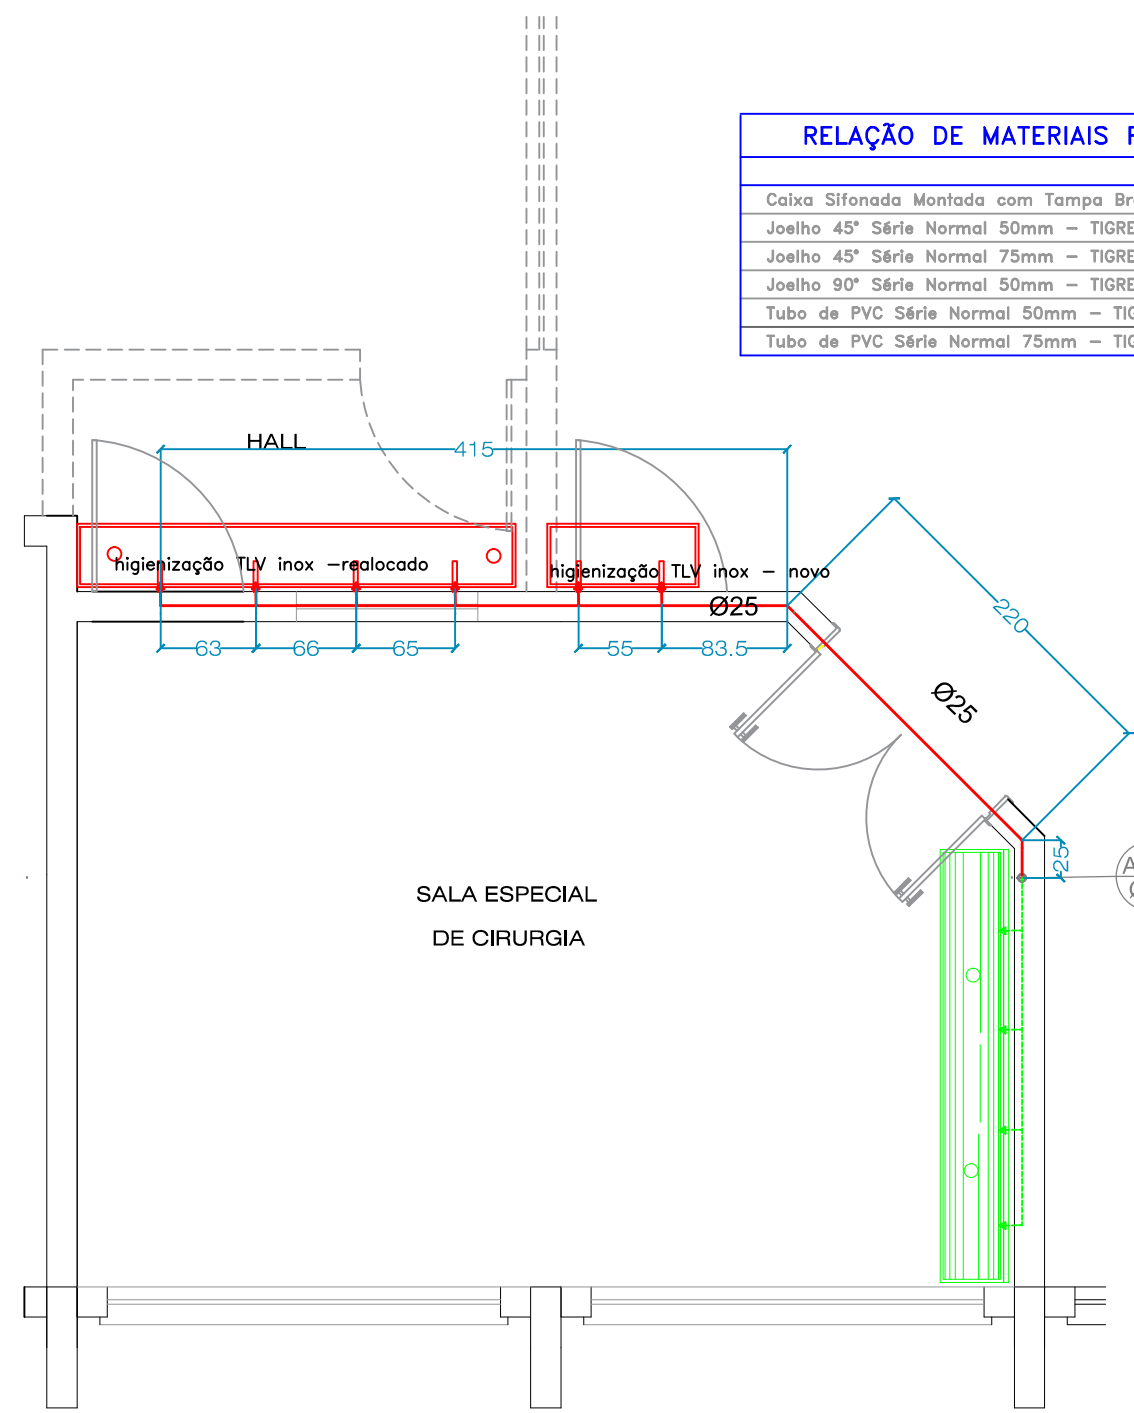 RELAÇÃO DE MATERIAIS
Caixa Sifonada Montada com Tampa
Joelho 45° Série Normal 50mm – TIGRE
Joelho 45° Série Normal 75mm – TIGRE
Joelho 90° Série Normal 50mm – TIGRE
Tubo de PVC Série Normal 50mm –
Tubo de PVC Série Normal 75mm –
HALL
415
higienização TLV inox –realocado
higienização TLV inox – novo
Ø25
220
63
66
65
55
83.5
Ø25
25
SALA ESPECIAL
DE CIRURGIA